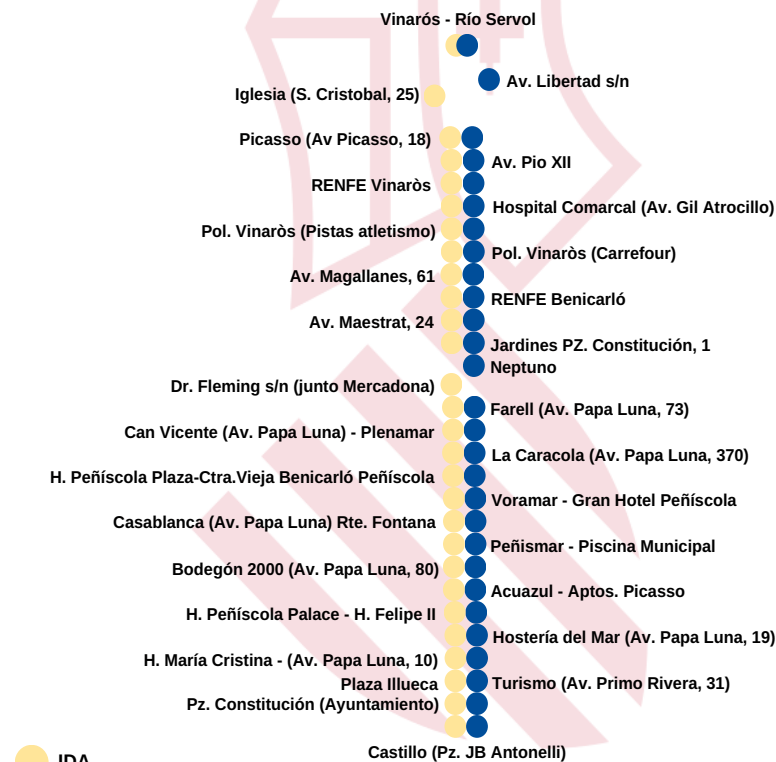 Vinarós - Río Servol
Av. Libertad s/n
Iglesia (S. Cristobal, 25)
Picasso (Av Picasso, 18)
Av. Pio XII
RENFE Vinaròs
Hospital Comarcal (Av. Gil Atrocillo)
Pol. Vinaròs (Pistas atletismo)
Pol. Vinaròs (Carrefour)
Av. Magallanes, 61
RENFE Benicarló
Av. Maestrat, 24
Jardines PZ. Constitución, 1
Neptuno
Dr. Fleming s/n (junto Mercadona)
Farell (Av. Papa Luna, 73)
Can Vicente (Av. Papa Luna) - Plenamar
La Caracola (Av. Papa Luna, 370)
H. Peñíscola Plaza-Ctra.Vieja Benicarló Peñíscola
Voramar - Gran Hotel Peñíscola
Casablanca (Av. Papa Luna) Rte. Fontana
Peñismar - Piscina Municipal
Bodegón 2000 (Av. Papa Luna, 80)
Acuazul - Aptos. Picasso
H. Peñíscola Palace - H. Felipe II
Hostería del Mar (Av. Papa Luna, 19)
H. María Cristina - (Av. Papa Luna, 10)
Plaza Illueca
Turismo (Av. Primo Rivera, 31)
Pz. Constitución (Ayuntamiento)
Castillo (Pz. JB Antonelli)
IDA